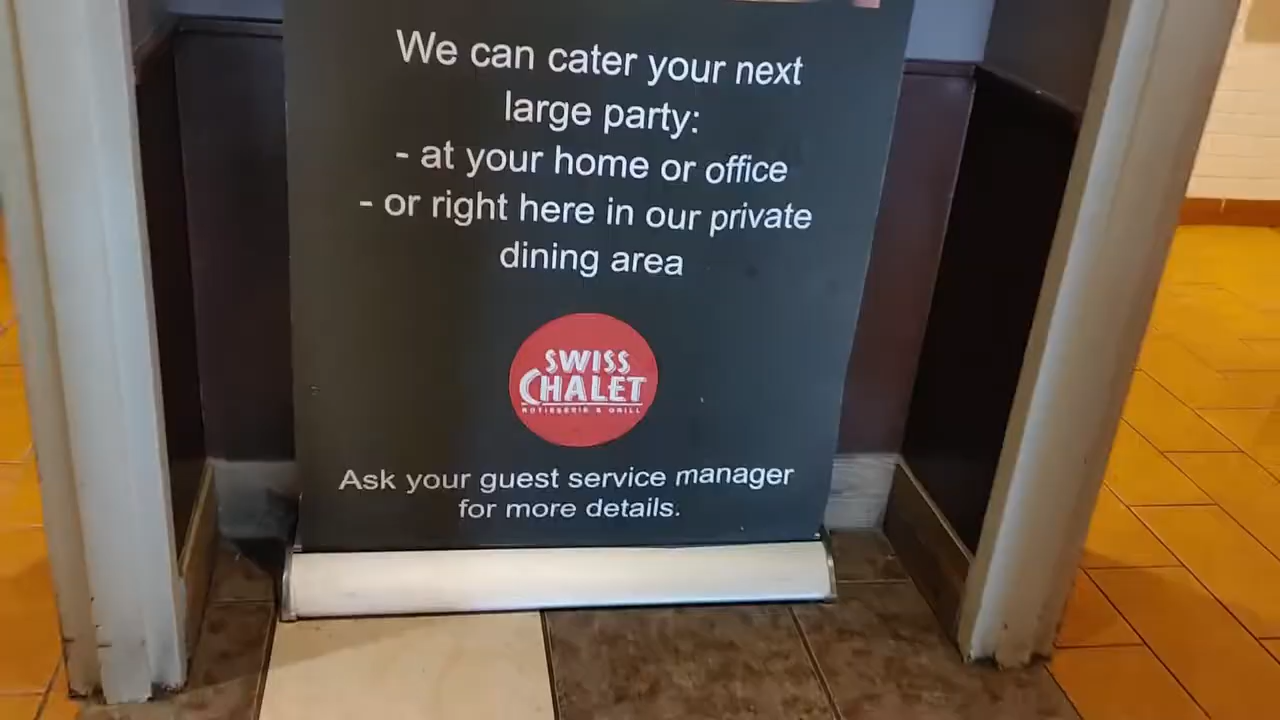 We can cater your next
large party:
- at your home or office
- or right here in our private
dining area
SWISS
CHALET
ROTISSERIE & GRILL
Ask your guest service manager
for more details.